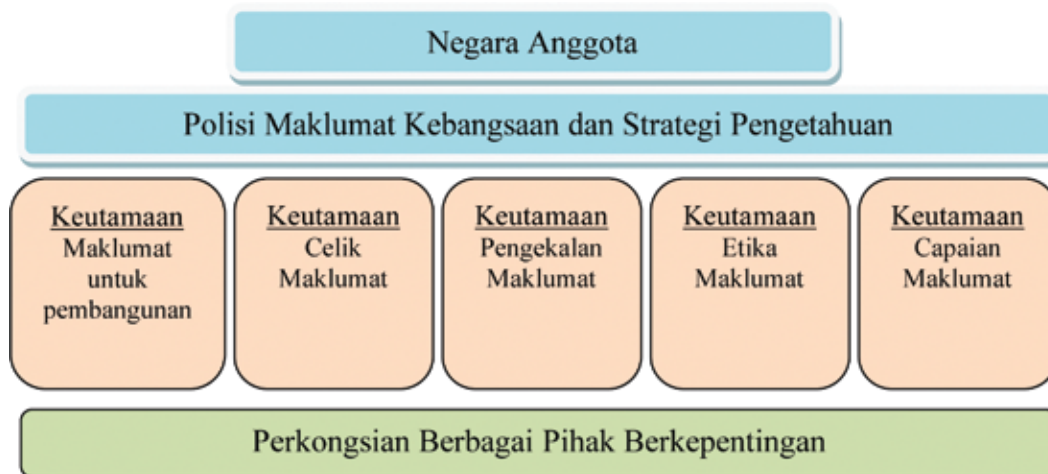 Negara Anggota
Polisi Maklumat Kebangsaan dan Strategi Pengetahuan
Keutamaan
Maklumat
untuk
pembangunan
Keutamaan
Celik
Maklumat
Keutamaan
Pengekalan
Maklumat
Keutamaan
Etika
Maklumat
Keutamaan
Capaian
Maklumat
Perkongsian Berbagai Pihak Berkepentingan